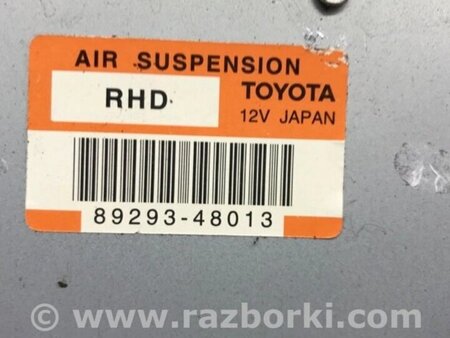 AIR SUSPENSION
RHD TOYOTA
12V JAPAN
89293-48013
© www.razborki.com